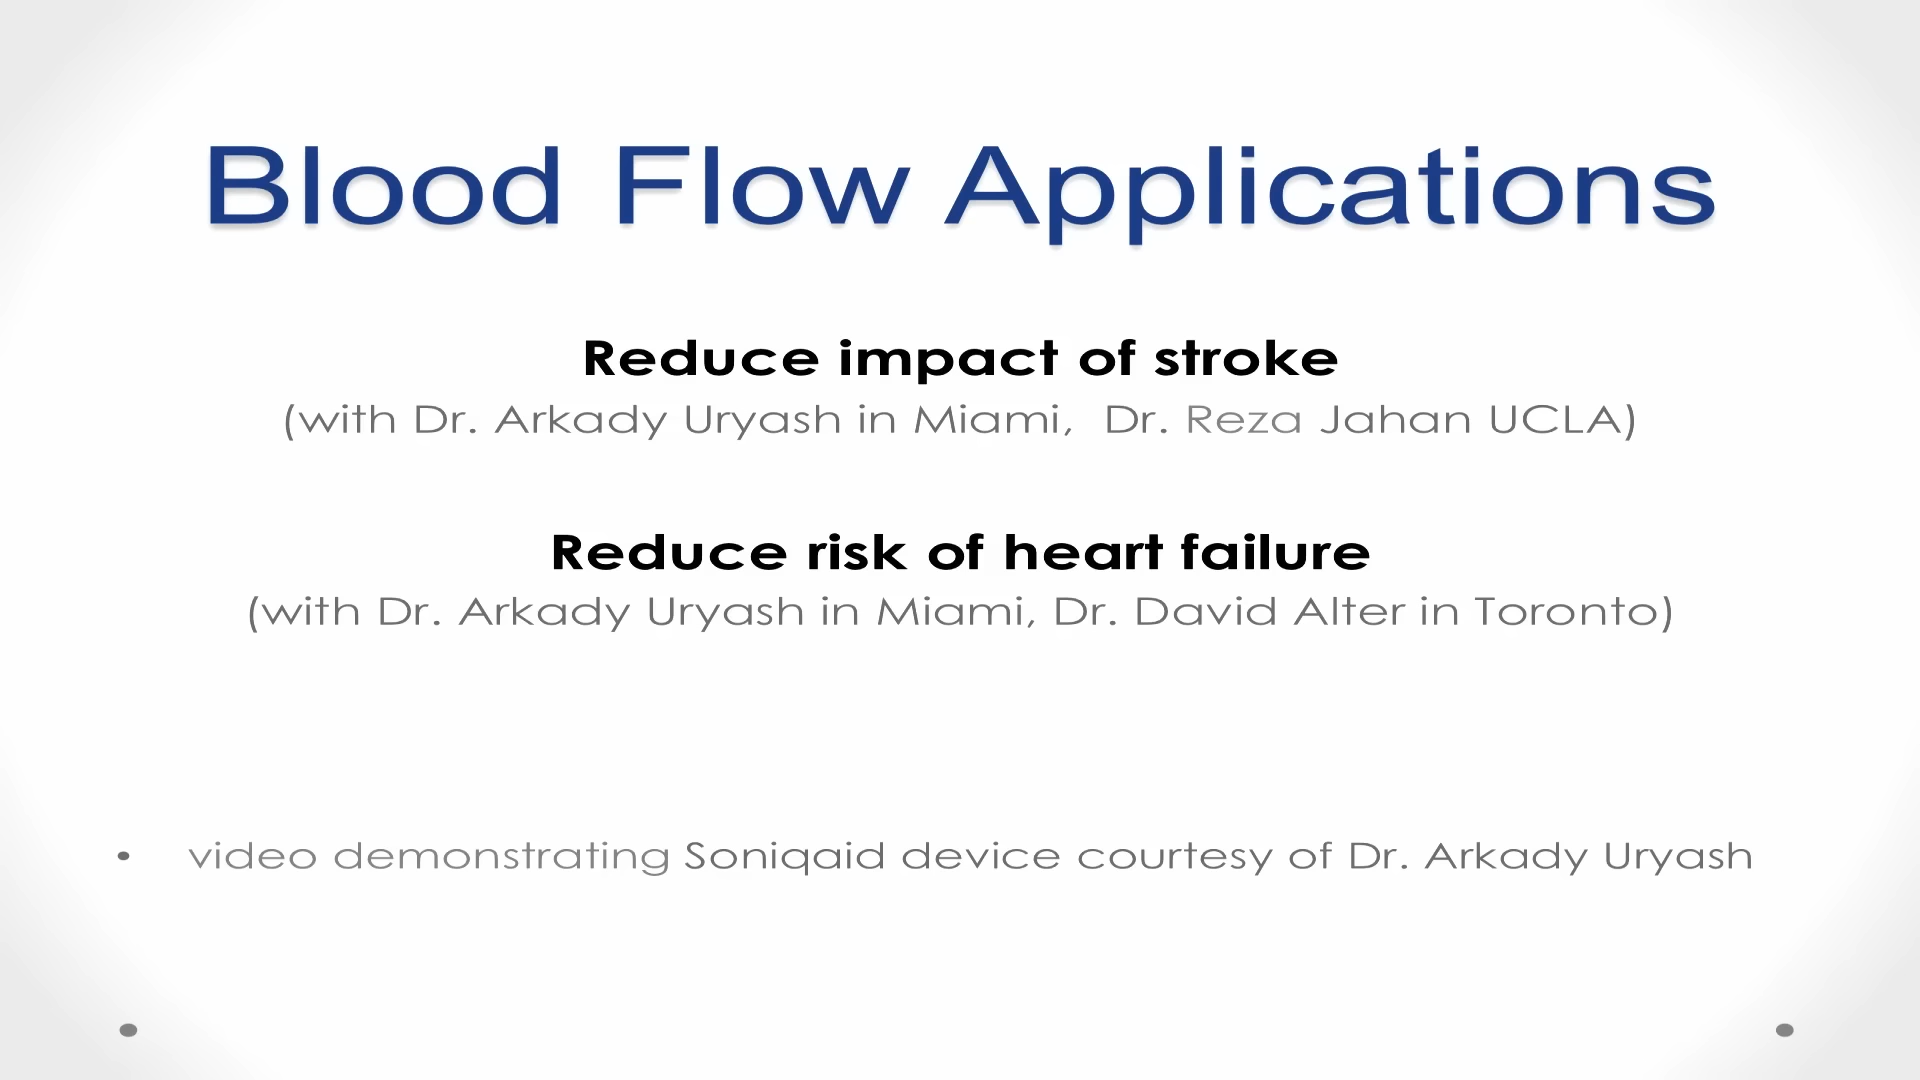 Blood Flow Applications
Reduce impact of stroke
(with Dr. Arkady Uryash in Miami, Dr. Reza Jahan UCLA)
Reduce risk of heart failure
(with Dr. Arkady Uryash in Miami, Dr. David Alter in Toronto)
• video demonstrating Soniqaid device courtesy of Dr. Arkady Uryash